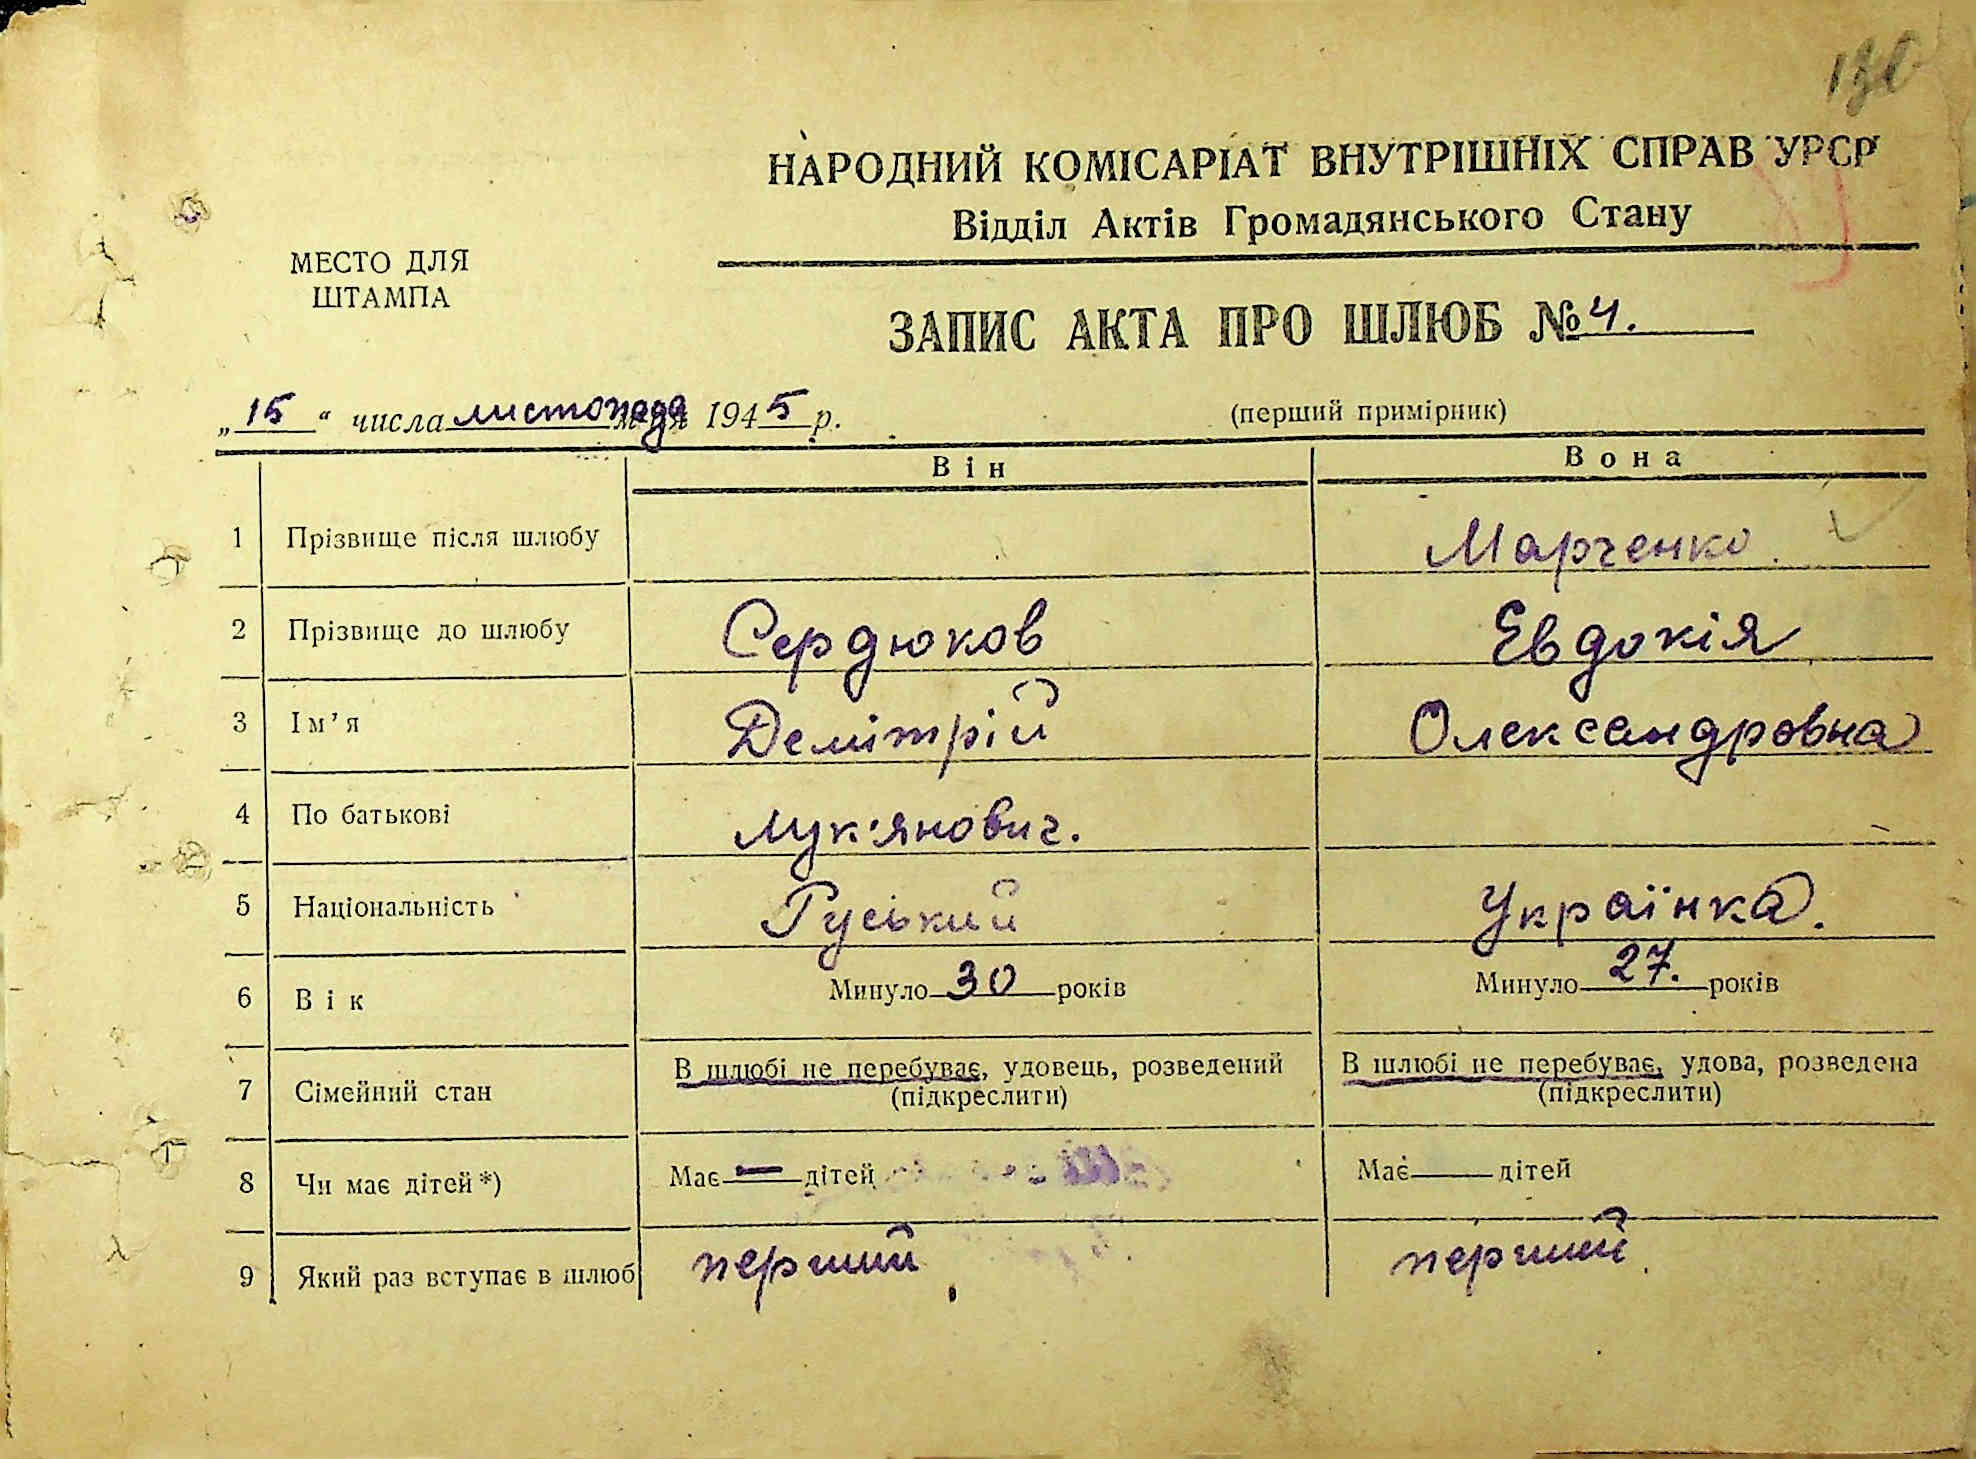 130
НАРОДНИЙ КОМІСАРІАТ ВНУТРІШНІХ СПРАВ УРСР
Відділ Актів Громадянського Стану
МЕСТО ДЛЯ
ШТАМПА
ЗАПИС АКТА ПРО ШЛЮБ № 4.
„15“ числа листопада м-ця 1945 р.
(перший примірник)
Він Вона
1 Прізвище після шлюбу Марченко.
2 Прізвище до шлюбу Сердюков Евдокія
3 Ім’я Демітрій Олександровна
4 По батькові Лук'янович.
5 Національність Руський Українка.
6 Вік Минуло 30 років Минуло 27. років
7 Сімейний стан В шлюбі не перебуває, удовець, розведений (підкреслити) В шлюбі не перебуває, удова, розведена (підкреслити)
8 Чи має дітей*) Має — дітей Має дітей
9 Який раз вступає в шлюб перший перший.